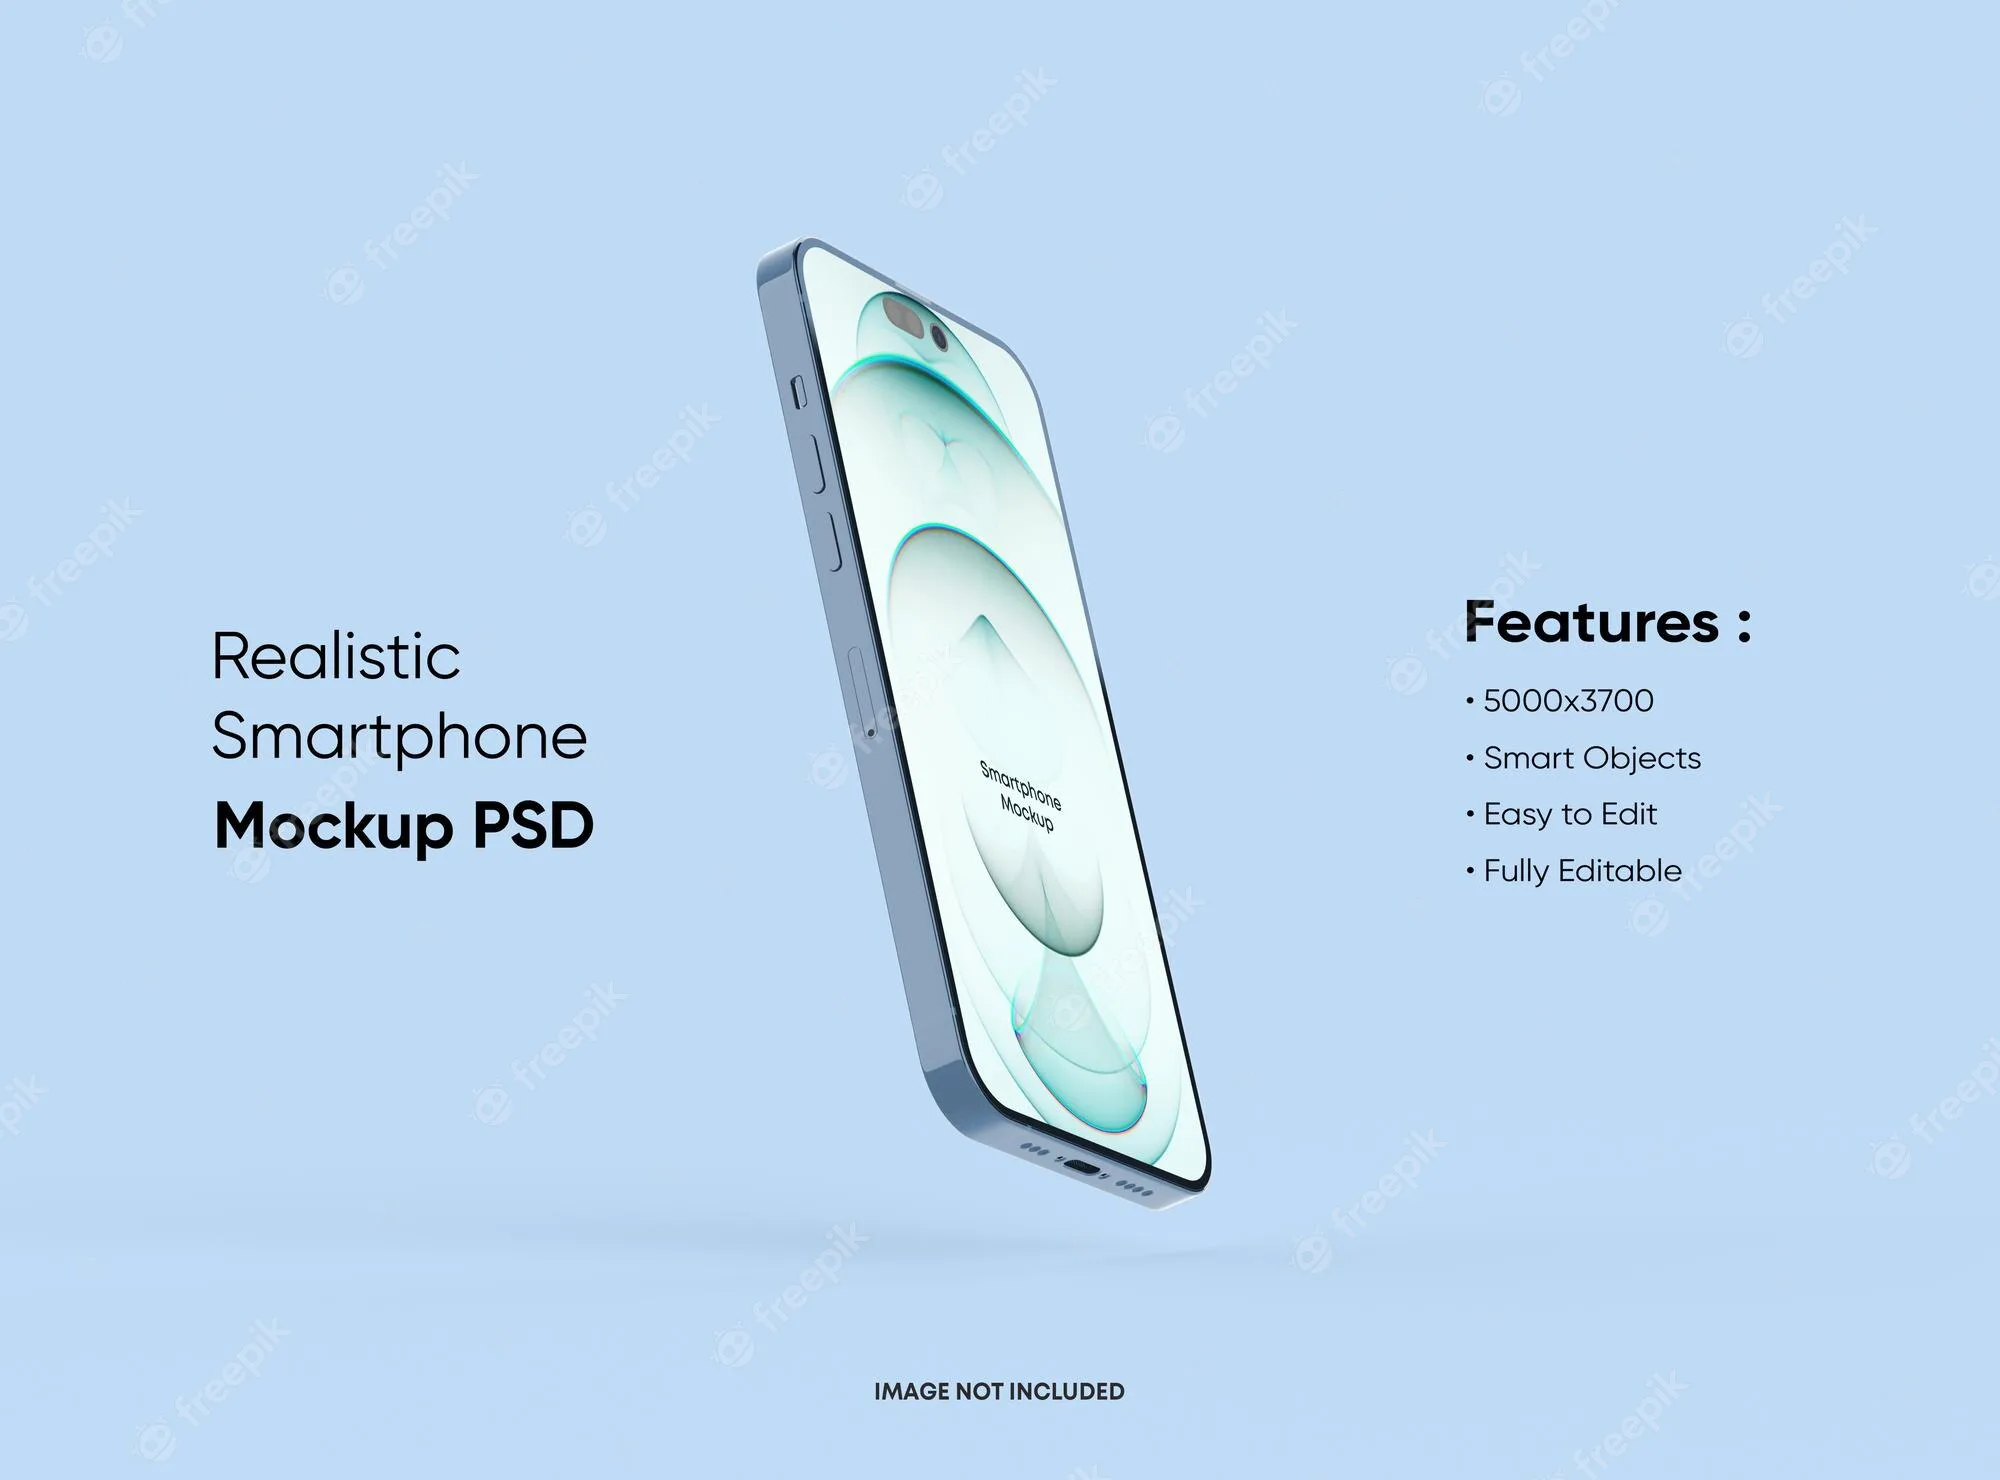 Realistic
Smartphone
Mockup PSD
Smartphone
Mockup
Features :
• 5000x3700
• Smart Objects
• Easy to Edit
• Fully Editable
IMAGE NOT INCLUDED
freepik